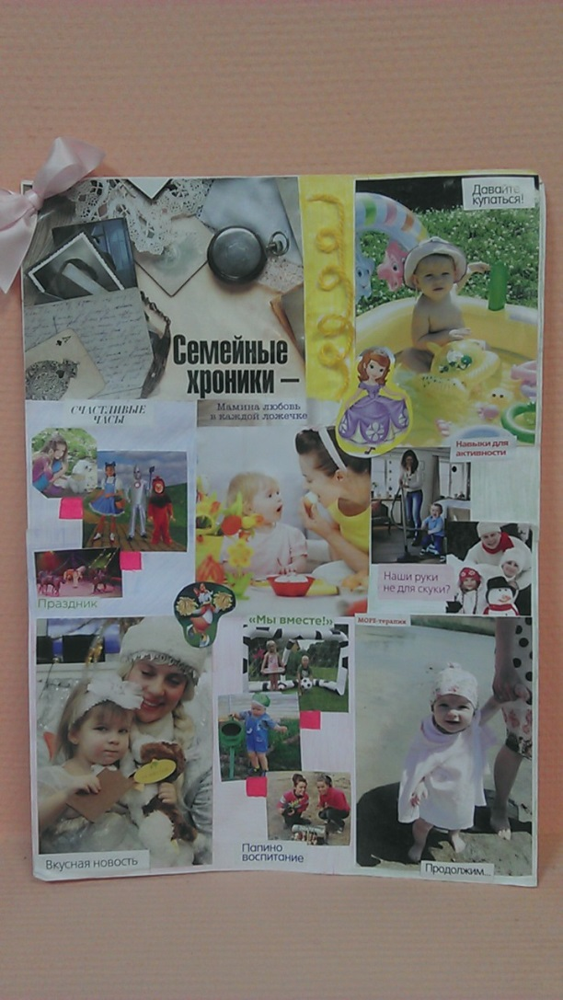 Давайте
купаться!
Семейные
хроники –
СЧАСТЛИВЫЕ
ЧАСЫ
Мамина любовь
в каждой ложечке
Навыки для
активности
Праздник
Наши руки
не для скуки?
«Мы вместе!»
МОРЕ-терапия
Вкусная новость
Папино
воспитание
Продолжим...